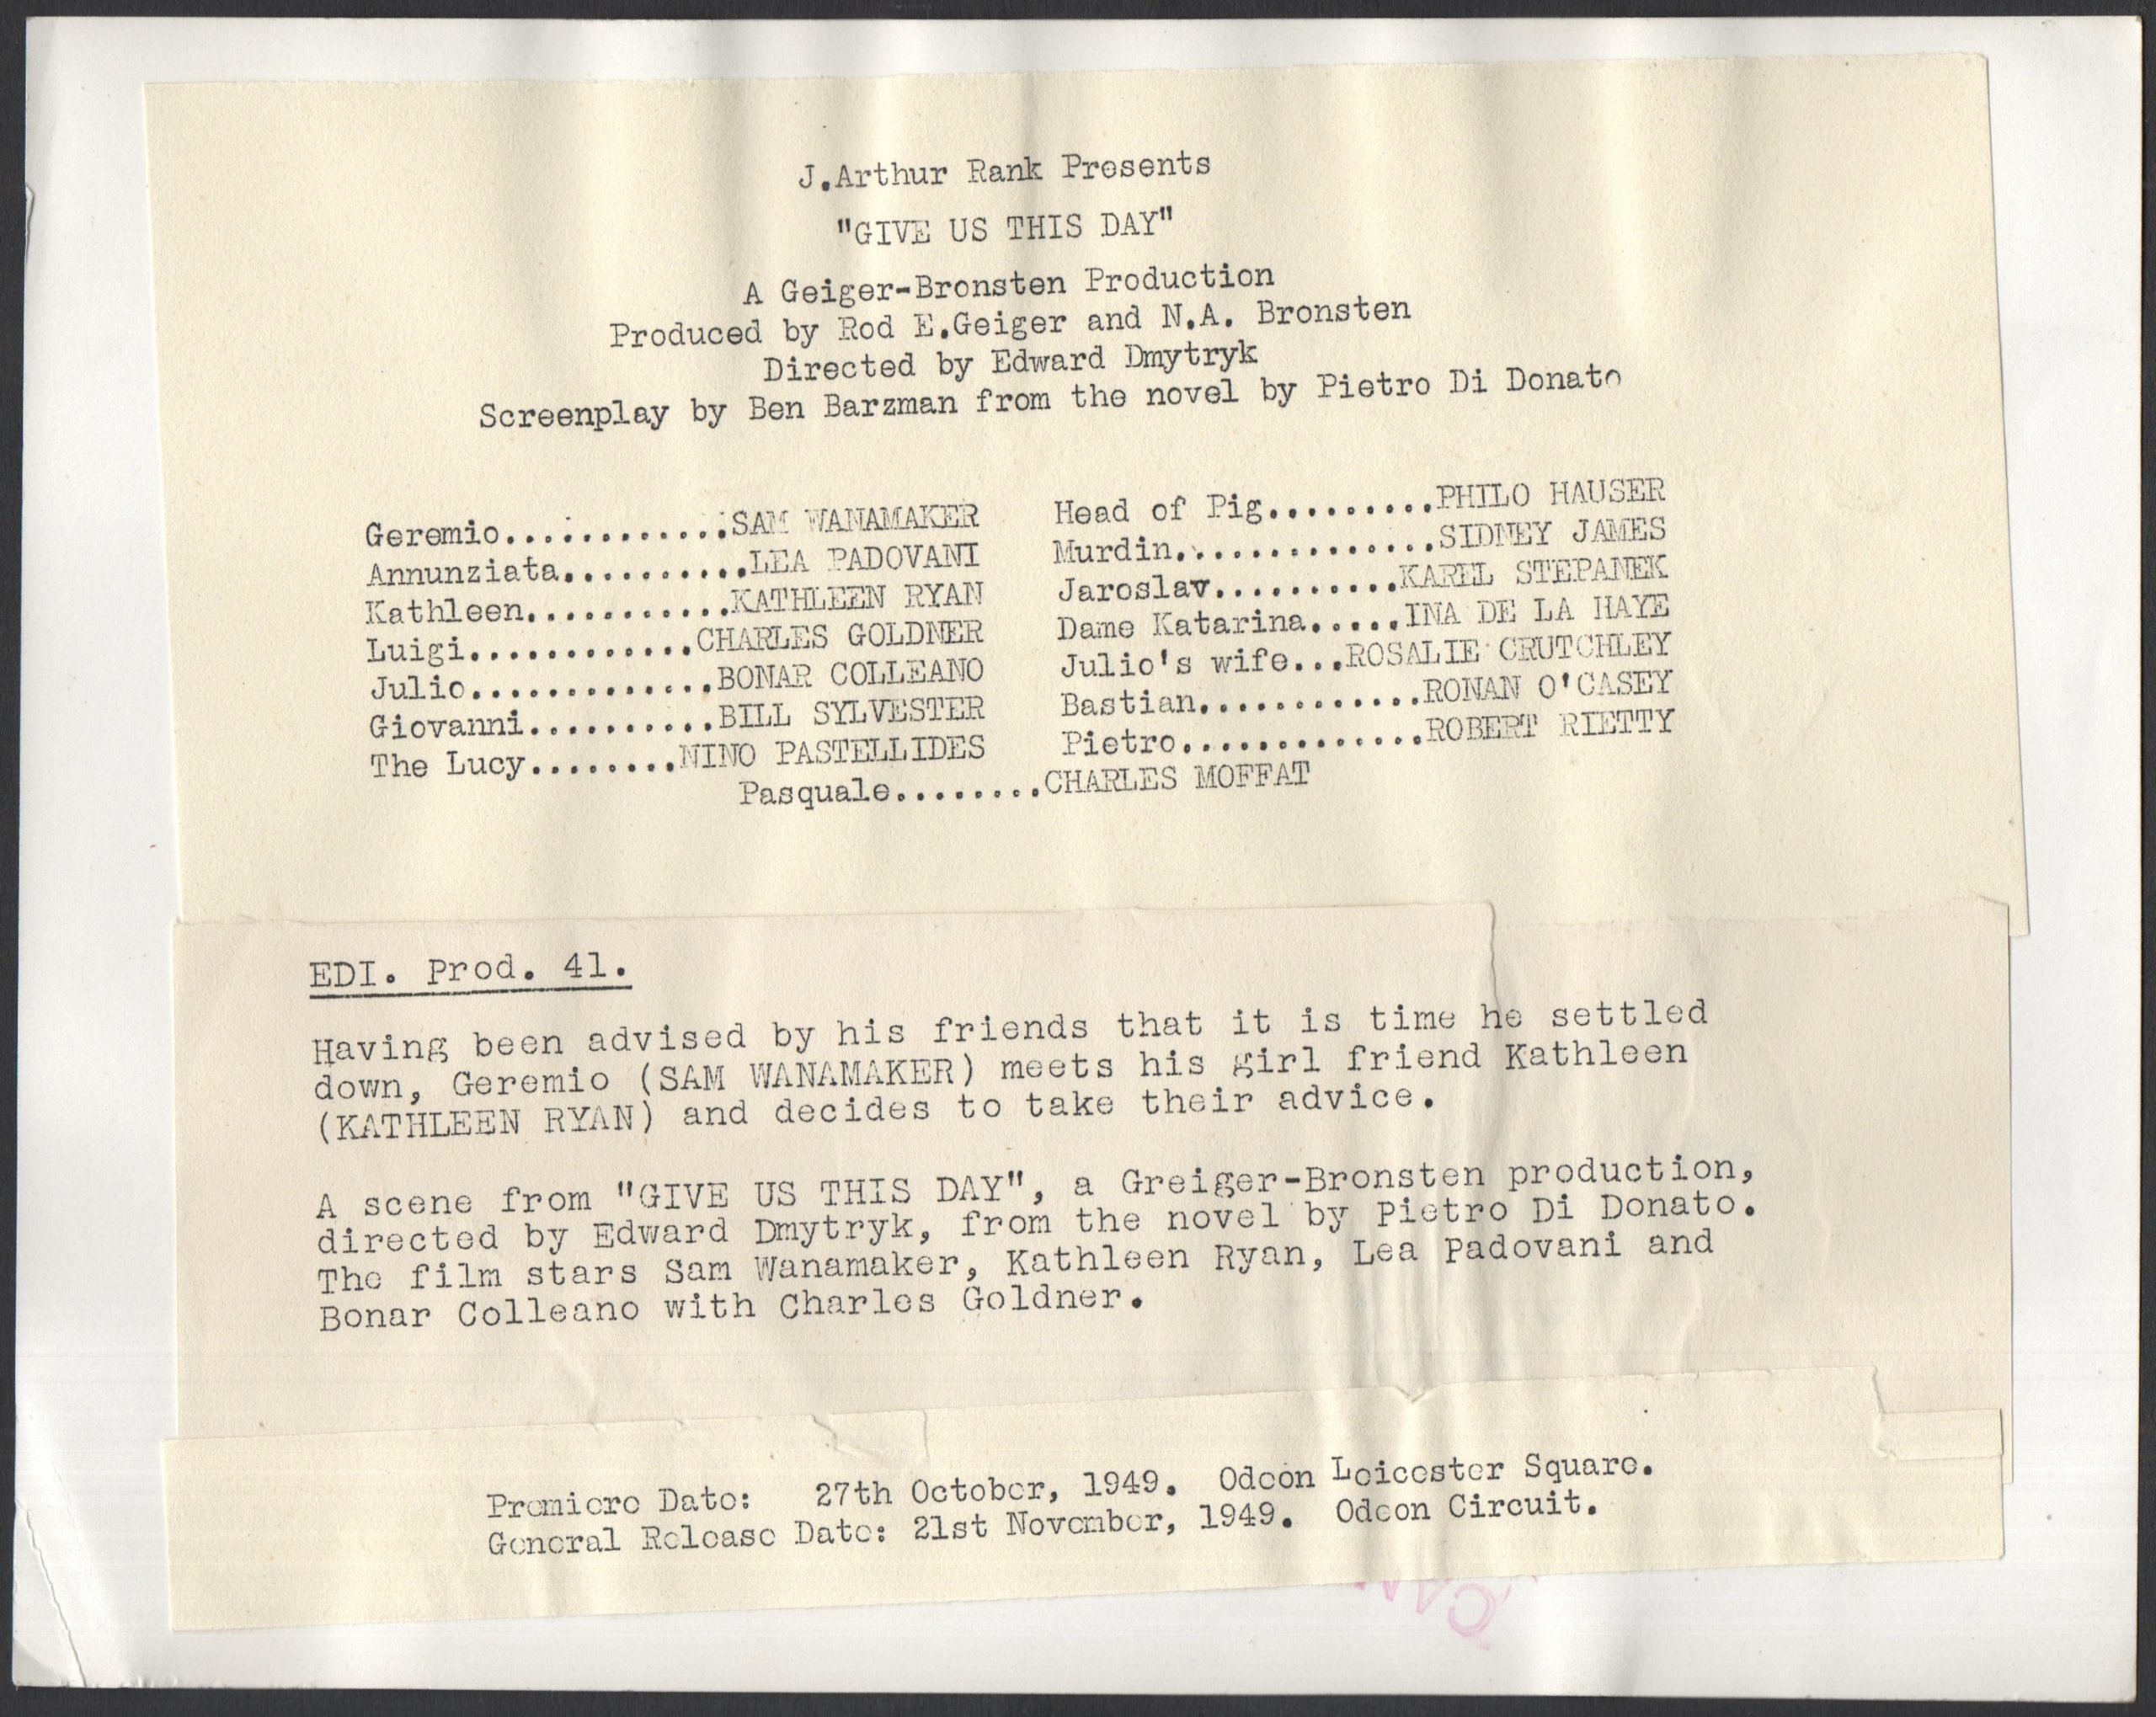 J.Arthur Rank Presents
"GIVE US THIS DAY"
A Geiger-Bronsten Production
Produced by Rod E.Geiger and N.A. Bronsten
Directed by Edward Dmytryk
Screenplay by Ben Barzman from the novel by Pietro Di Donato
Geremio............SAM WANAMAKER
Annunziata..........LEA PADOVANI
Kathleen...........KATHLEEN RYAN
Luigi............CHARLES GOLDNER
Julio.............BONAR COLLEANO
Giovanni..........BILL SYLVESTER
The Lucy........NINO PASTELLIDES
Head of Pig.........PHILO HAUSER
Murdin..............SIDNEY JAMES
Jaroslav..........KAREL STEPANEK
Dame Katarina.....INA DE LA HAYE
Julio's wife...ROSALIE CRUTCHLEY
Bastian............RONAN O'CASEY
Pietro.............ROBERT RIETTY
Pasquale........CHARLES MOFFAT
EDI. Prod. 41.
Having been advised by his friends that it is time he settled
down, Geremio (SAM WANAMAKER) meets his girl friend Kathleen
(KATHLEEN RYAN) and decides to take their advice.
A scene from "GIVE US THIS DAY", a Greiger-Bronsten production,
directed by Edward Dmytryk, from the novel by Pietro Di Donato.
The film stars Sam Wanamaker, Kathleen Ryan, Lea Padovani and
Bonar Colleano with Charles Goldner.
Premiere Date: 27th October, 1949. Odeon Leicester Square.
General Release Date: 21st November, 1949. Odeon Circuit.